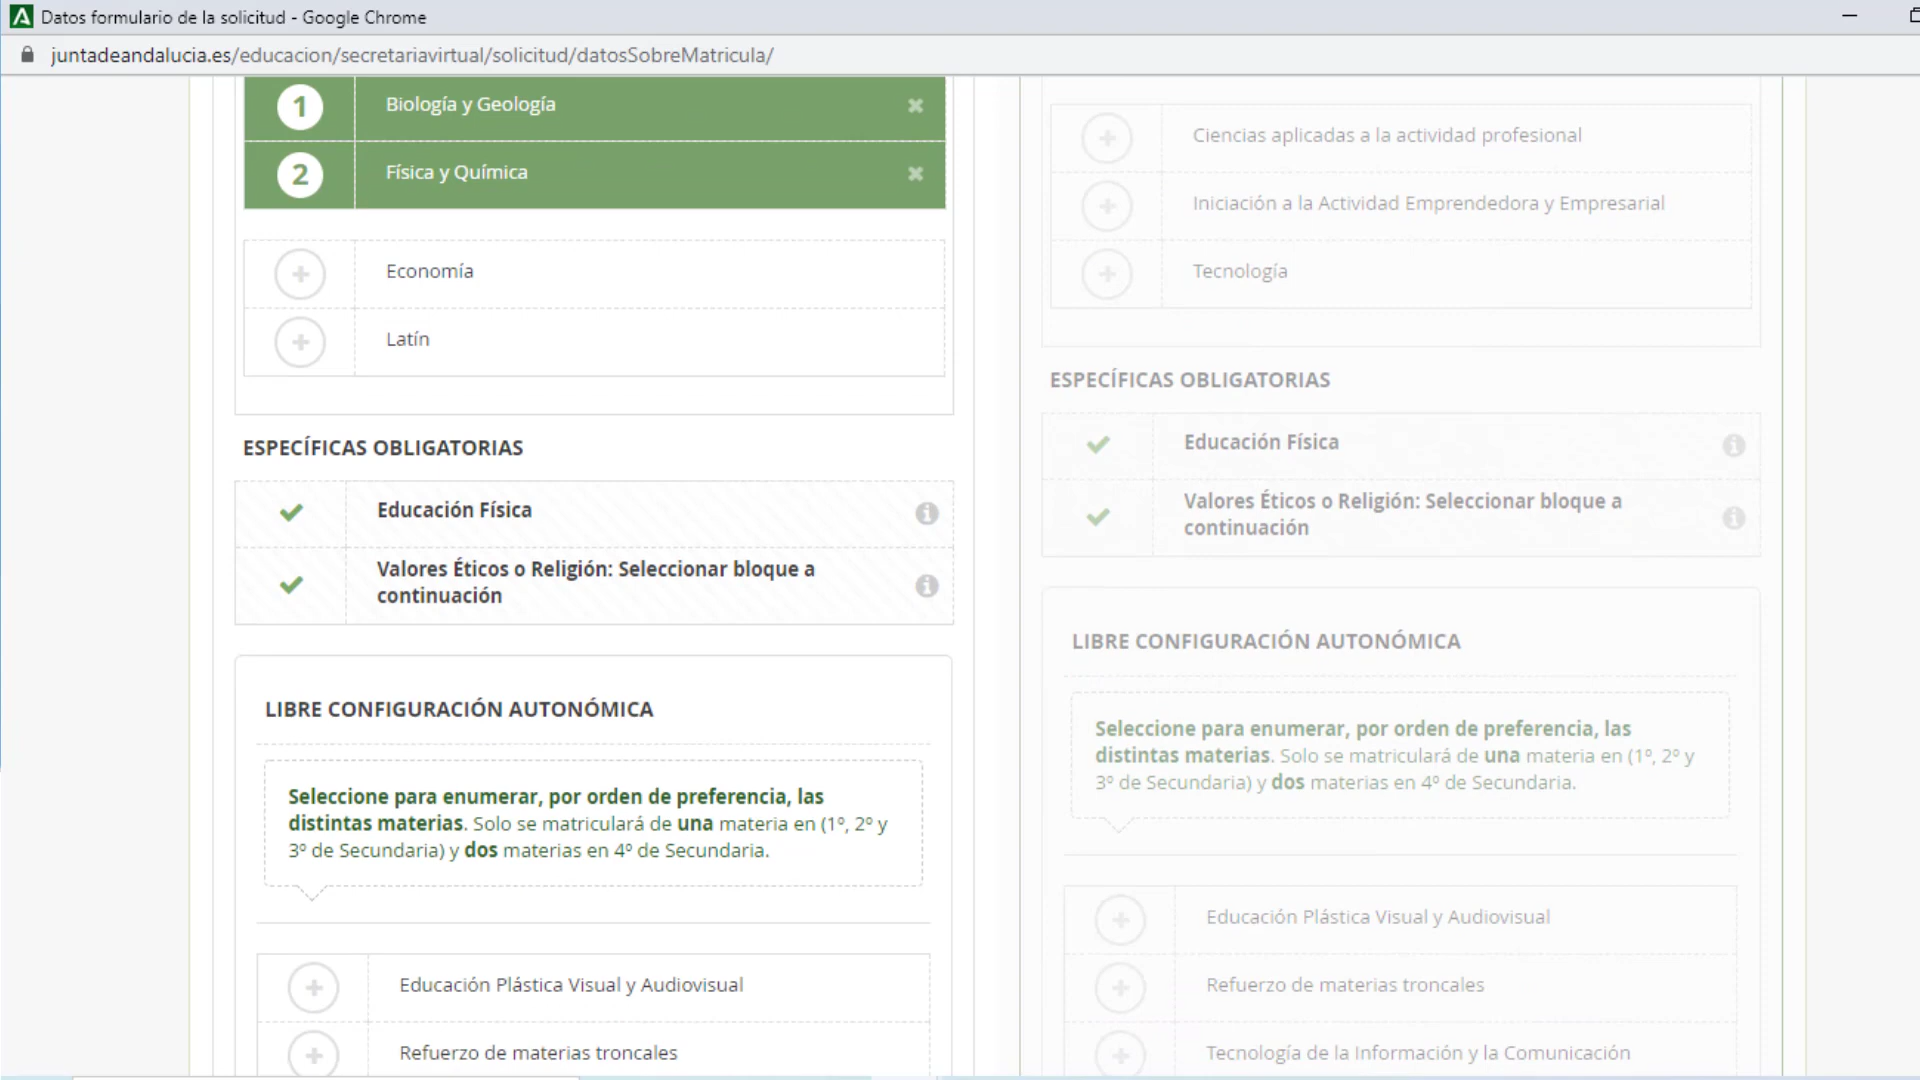 Datos formulario de la solicitud - Google Chrome
juntadeandalucia.es/educacion/secretariavirtual/solicitud/datosSobreMatricula/
1 Biología y Geología
2 Física y Química
Economía
Latín
ESPECÍFICAS OBLIGATORIAS
Educación Física
Valores Éticos o Religión: Seleccionar bloque a
continuación
LIBRE CONFIGURACIÓN AUTONÓMICA
Seleccione para enumerar, por orden de preferencia, las
distintas materias. Solo se matriculará de una materia en (1º, 2º y
3º de Secundaria) y dos materias en 4º de Secundaria.
Educación Plástica Visual y Audiovisual
Refuerzo de materias troncales
Ciencias aplicadas a la actividad profesional
Iniciación a la Actividad Emprendedora y Empresarial
Tecnología
ESPECÍFICAS OBLIGATORIAS
Educación Física
Valores Éticos o Religión: Seleccionar bloque a
continuación
LIBRE CONFIGURACIÓN AUTONÓMICA
Seleccione para enumerar, por orden de preferencia, las
distintas materias. Solo se matriculará de una materia en (1º, 2º y
3º de Secundaria) y dos materias en 4º de Secundaria.
Educación Plástica Visual y Audiovisual
Refuerzo de materias troncales
Tecnología de la Información y la Comunicación